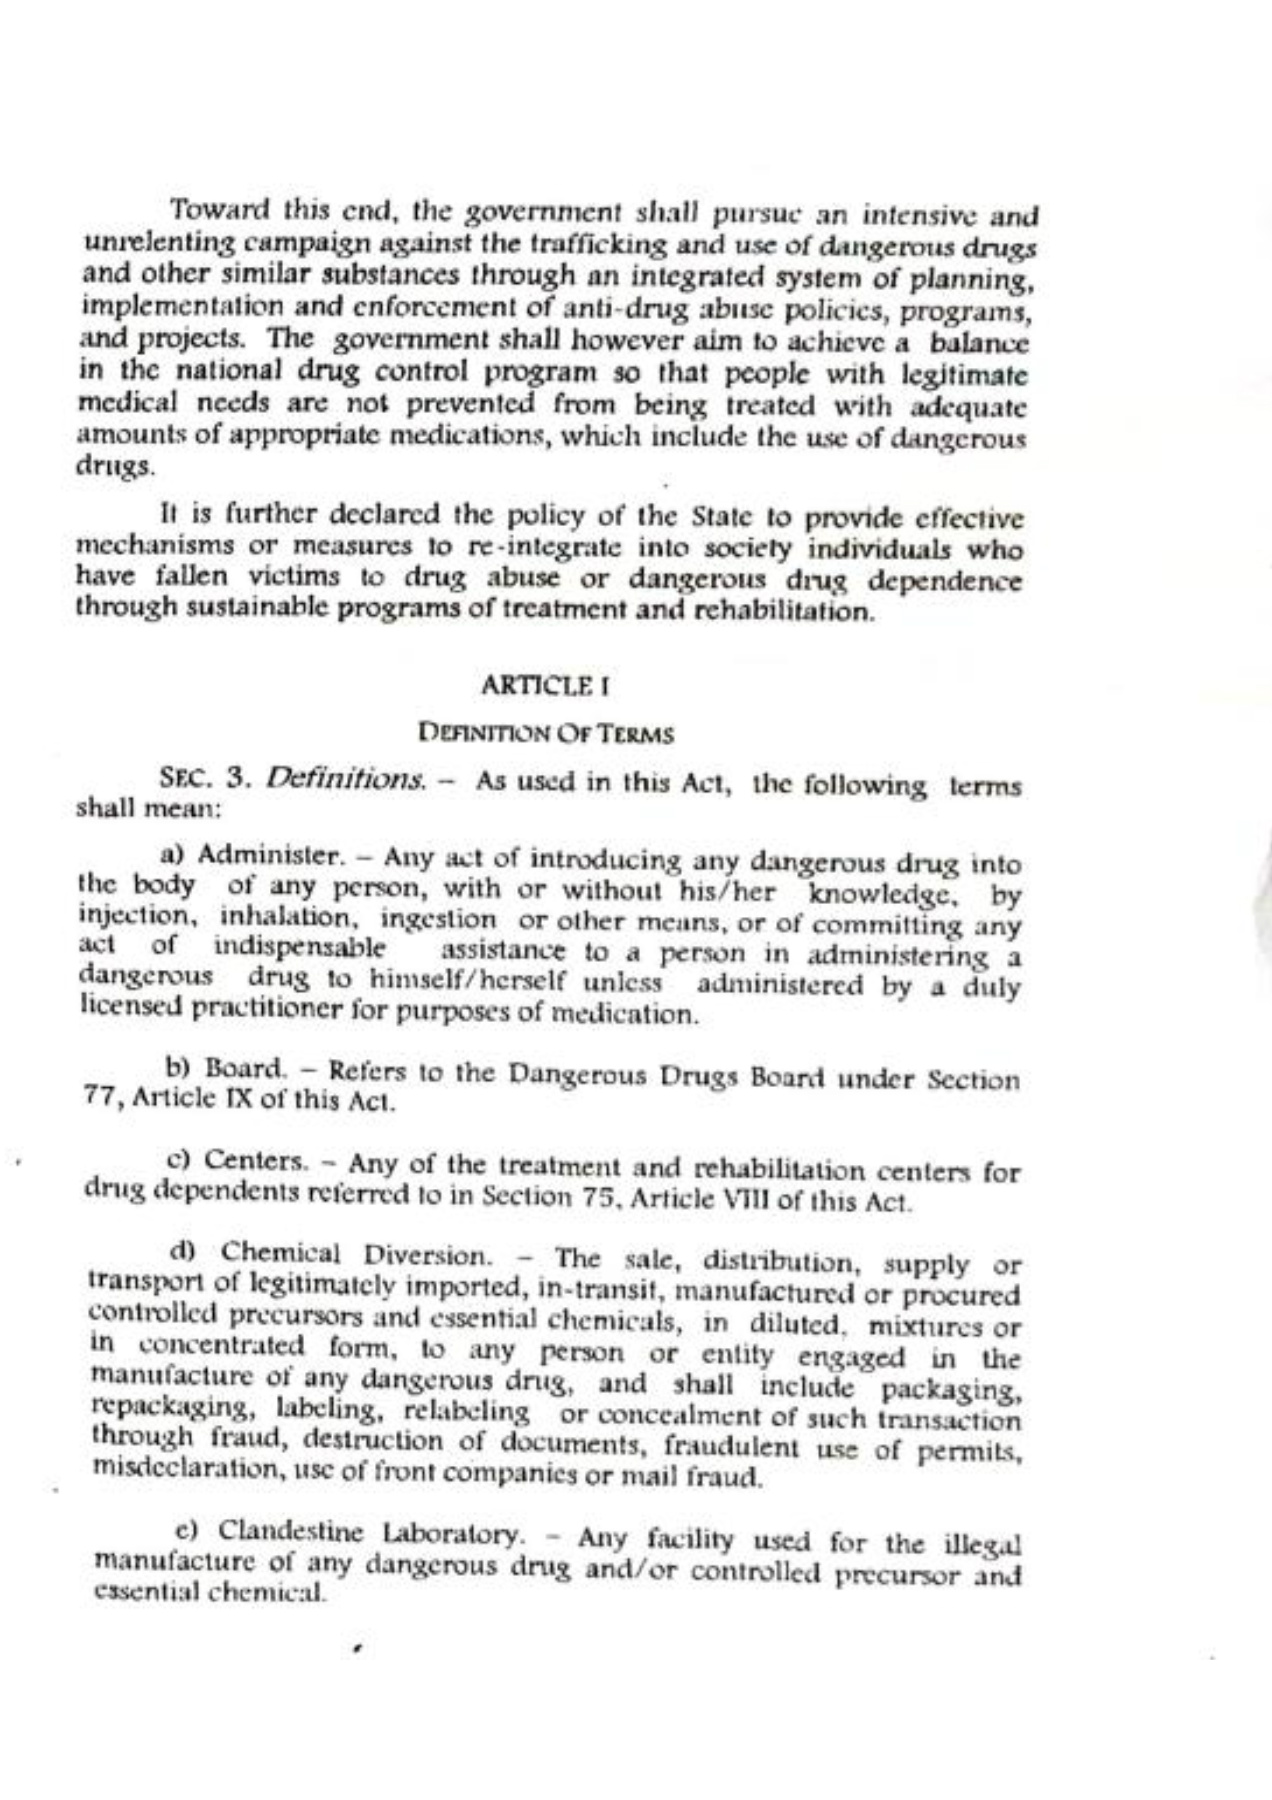 Toward this end, the government shall pursue an intensive and
unrelenting campaign against the trafficking and use of dangerous drugs
and other similar substances through an integrated system of planning,
implementation and enforcement of anti-drug abuse policies, programs,
and projects. The government shall however aim to achieve a balance
in the national drug control program so that people with legitimate
medical needs are not prevented from being treated with adequate
amounts of appropriate medications, which include the use of dangerous
drugs.
It is further declared the policy of the State to provide effective
mechanisms or measures to re-integrate into society individuals who
have fallen victims to drug abuse or dangerous drug dependence
through sustainable programs of treatment and rehabilitation.
ARTICLE I
DEFINITION OF TERMS
SEC. 3. Definitions. – As used in this Act, the following terms
shall mean:
a) Administer. – Any act of introducing any dangerous drug into
the body of any person, with or without his/her knowledge, by
injection, inhalation, ingestion or other means, or of committing any
act of indispensable assistance to a person in administering a
dangerous drug to himself/herself unless administered by a duly
licensed practitioner for purposes of medication.
b) Board. – Refers to the Dangerous Drugs Board under Section
77, Article IX of this Act.
c) Centers. – Any of the treatment and rehabilitation centers for
drug dependents referred to in Section 75, Article VIII of this Act.
d) Chemical Diversion. – The sale, distribution, supply or
transport of legitimately imported, in-transit, manufactured or procured
controlled precursors and essential chemicals, in diluted, mixtures or
in concentrated form, to any person or entity engaged in the
manufacture of any dangerous drug, and shall include packaging,
repackaging, labeling, relabeling or concealment of such transaction
through fraud, destruction of documents, fraudulent use of permits,
misdeclaration, use of front companies or mail fraud.
e) Clandestine Laboratory. – Any facility used for the illegal
manufacture of any dangerous drug and/or controlled precursor and
essential chemical.